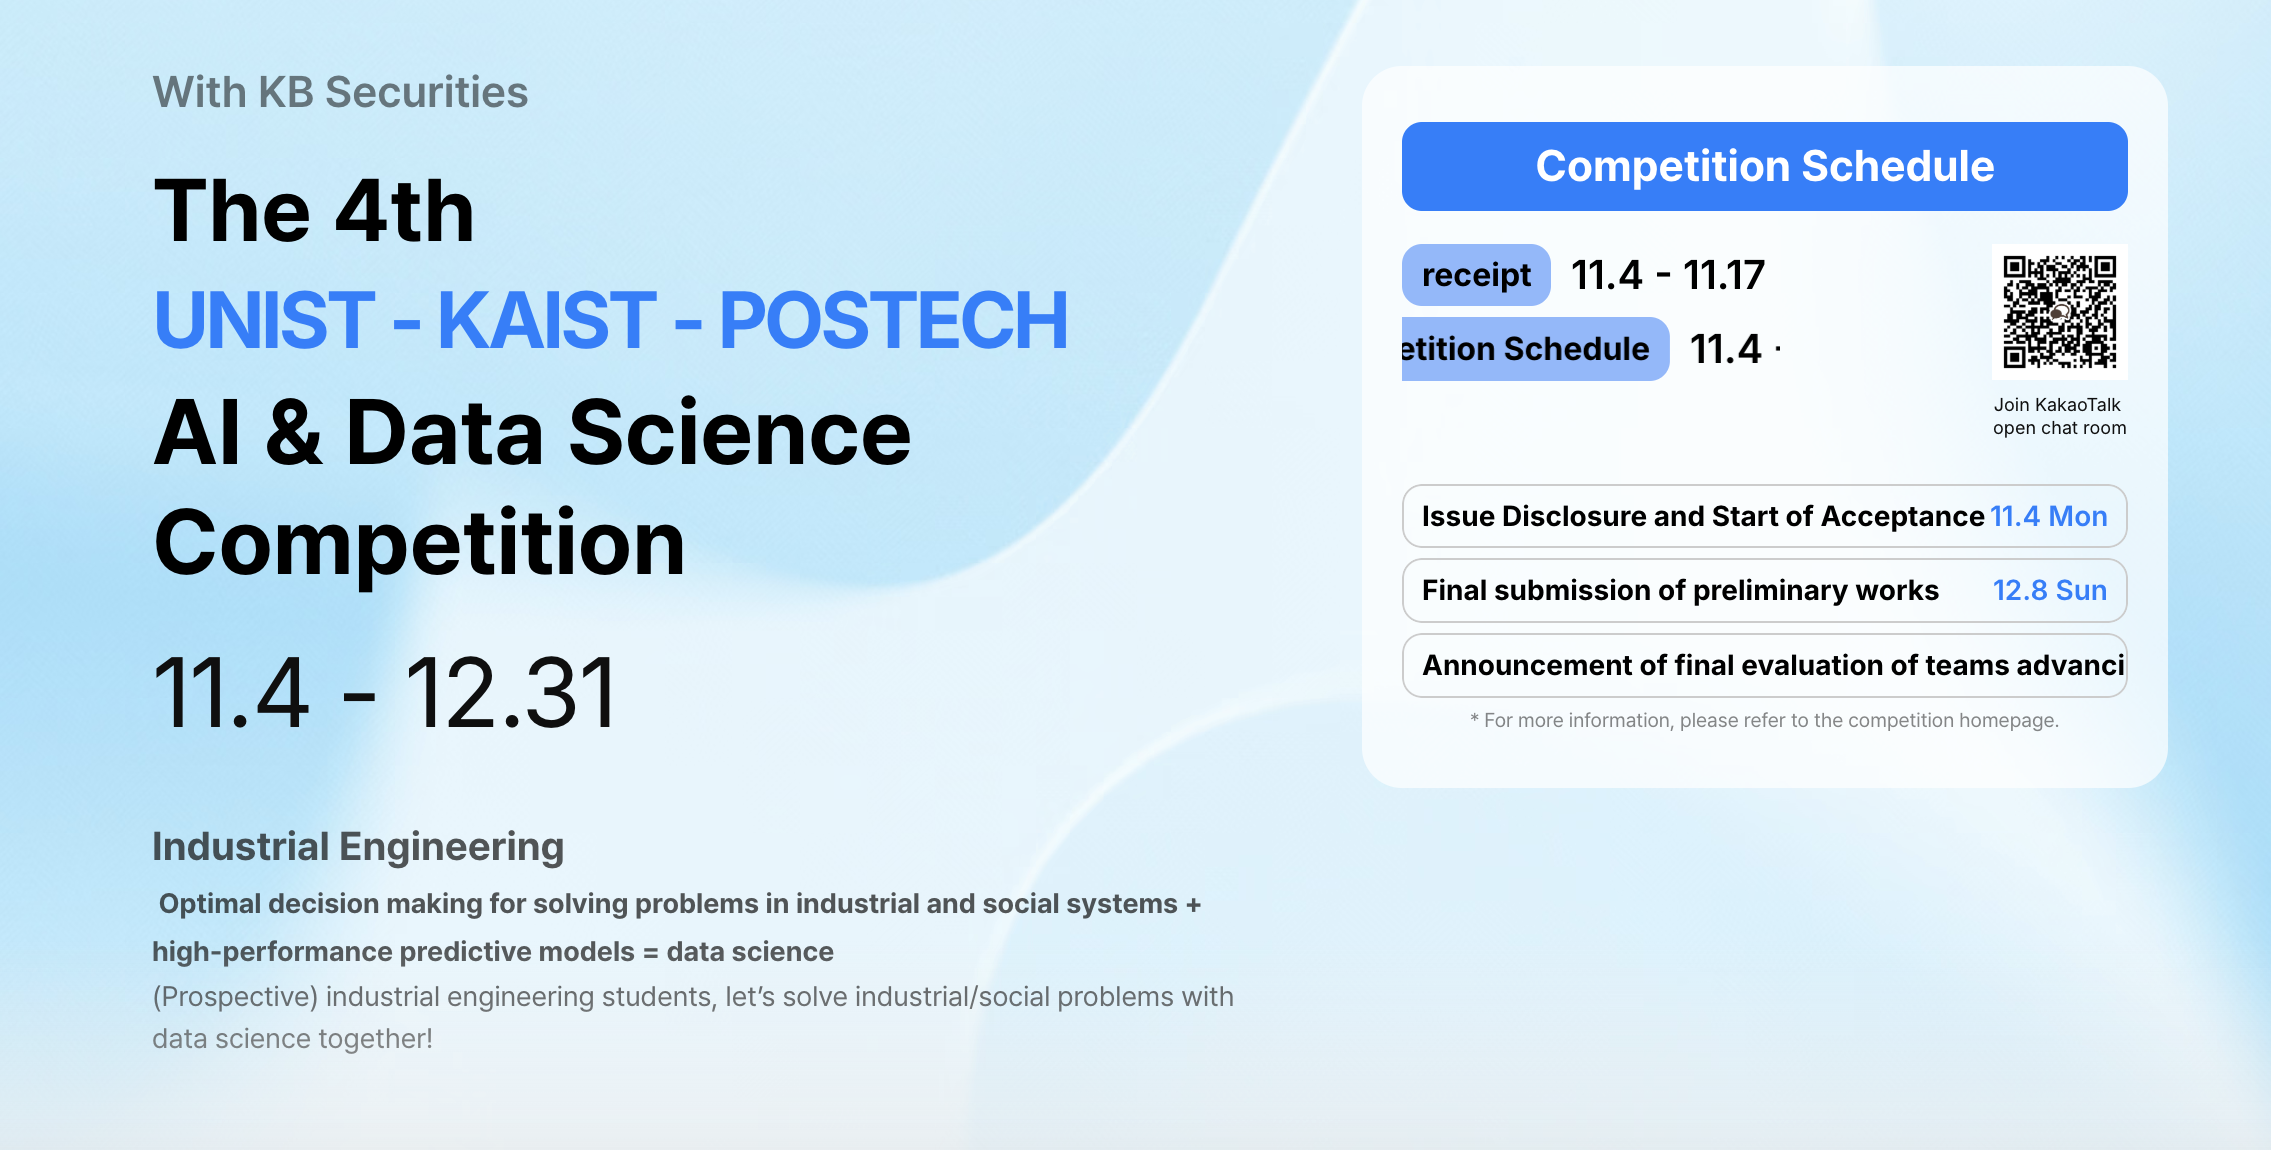 With KB Securities
The 4th
UNIST - KAIST - POSTECH
AI & Data Science
Competition
11.4 - 12.31
Industrial Engineering
Optimal decision making for solving problems in industrial and social systems +
high-performance predictive models = data science
(Prospective) industrial engineering students, let's solve industrial/social problems with
data science together!
Competition Schedule
receipt 11.4 - 11.17
etition Schedule 11.4 ·
Join KakaoTalk
open chat room
Issue Disclosure and Start of Acceptance 11.4 Mon
Final submission of preliminary works 12.8 Sun
Announcement of final evaluation of teams advanci
* For more information, please refer to the competition homepage.